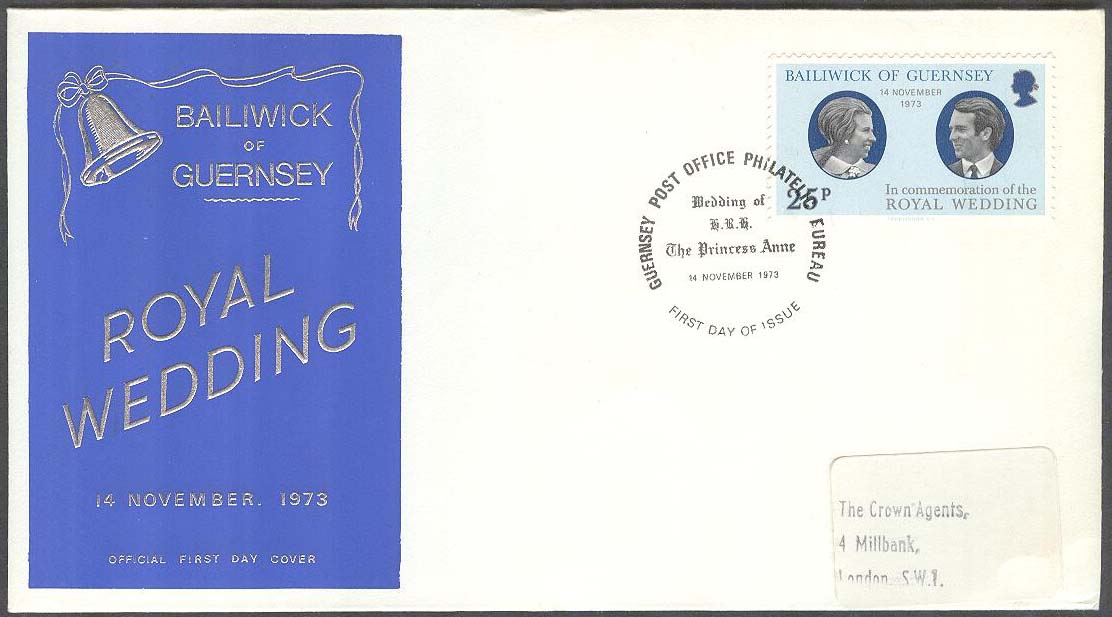 BAILIWICK
OF
GUERNSEY
ROYAL
WEDDING
14 NOVEMBER. 1973
OFFICIAL FIRST DAY COVER
BAILIWICK OF GUERNSEY
14 NOVEMBER
1973
25P
In commemoration of the
ROYAL WEDDING
GUERNSEY POST OFFICE PHILATELIC BUREAU
Wedding of
H.R.H.
The Princess Anne
14 NOVEMBER 1973
FIRST DAY OF ISSUE
The Crown Agents,
4 Millbank,
London S.W.1.